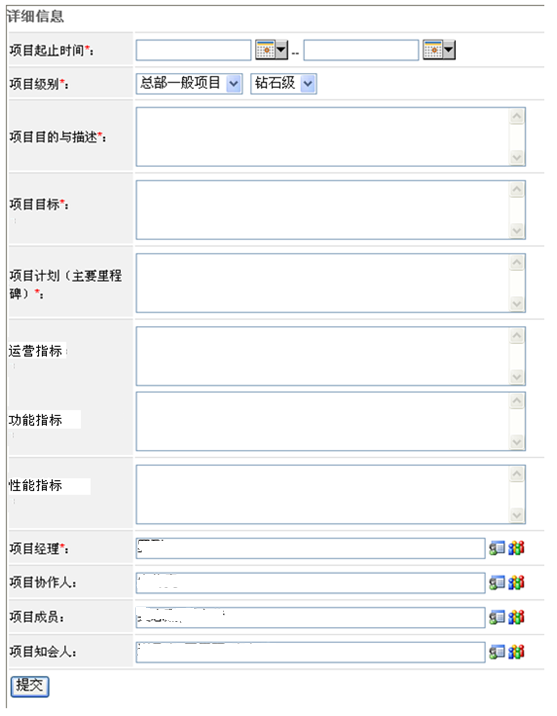 详细信息
项目起止时间*： --
项目级别*： 总部一般项目 钻石级
项目目的与描述*：
项目目标*：
项目计划（主要里程
碑）*：
运营指标
功能指标
性能指标
项目经理*：
项目协作人：
项目成员：
项目知会人：
提交